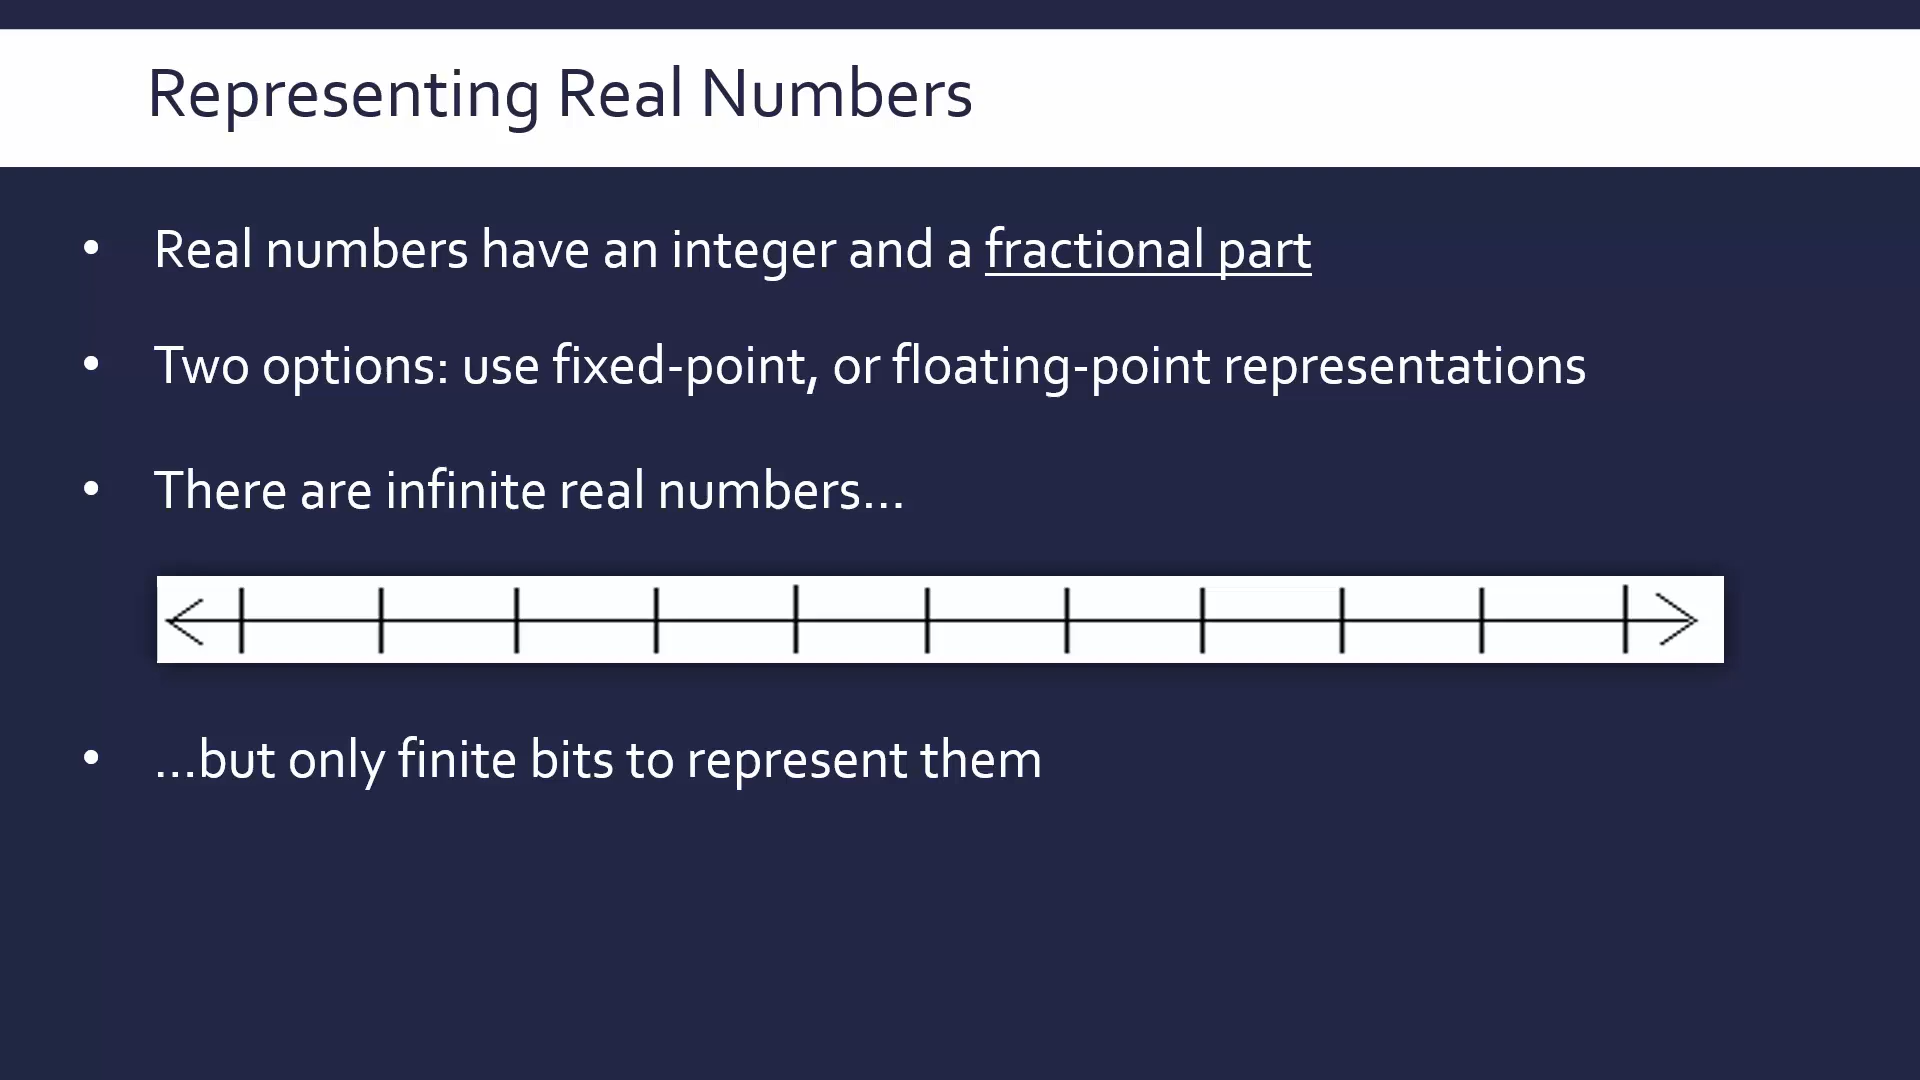 Representing Real Numbers
• Real numbers have an integer and a fractional part
• Two options: use fixed-point, or floating-point representations
• There are infinite real numbers...
• ...but only finite bits to represent them